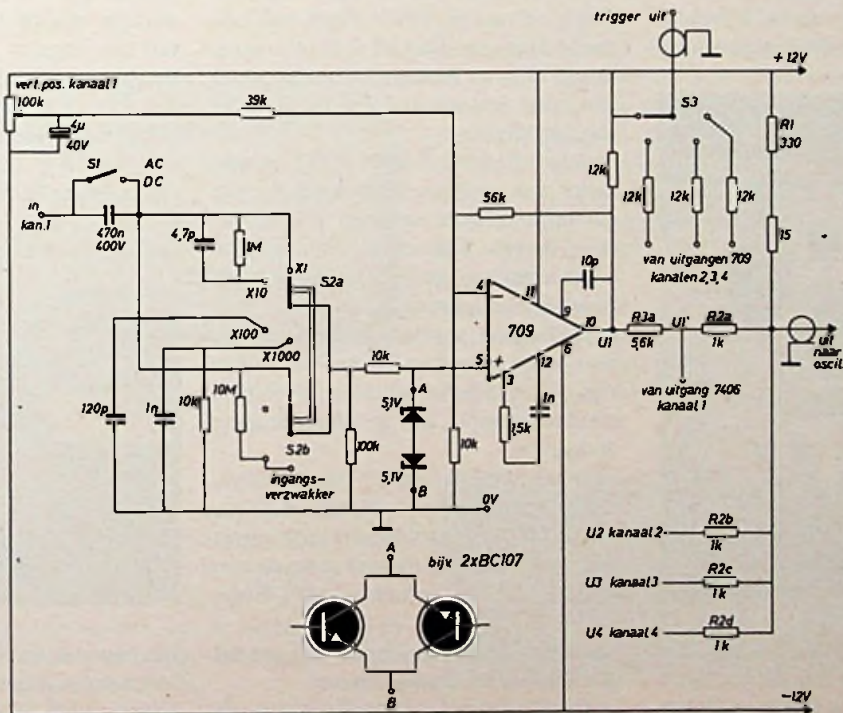 trigger uit
+12V
vert.pos. kanaal 1
100k
39k
4µ
40V
S3
R1
330
S1
AC
DC
12k
12k
12k
12k
56k
in
kan.1
470n
400V
4,7p
1M
X1
X10
S2a
10p
15
van uitgangen 709
kanalen 2,3,4
4
11
9
709
10
U1
R3a
5,6k
U1'
R2a
1k
uit
naar
oscil.
X100
X1000
10k
5
3
12
6
van uitgang 7406
kanaal 1
120p
1n
10k
10M
A
5,1V
1,5k
1n
S2b
100k
10k
5,1V
B
ingangs-
verzwakker
0V
U2 kanaal 2
R2b
1k
A
bijv. 2xBC107
U3 kanaal 3
R2c
1k
U4 kanaal 4
R2d
1k
B
-12V